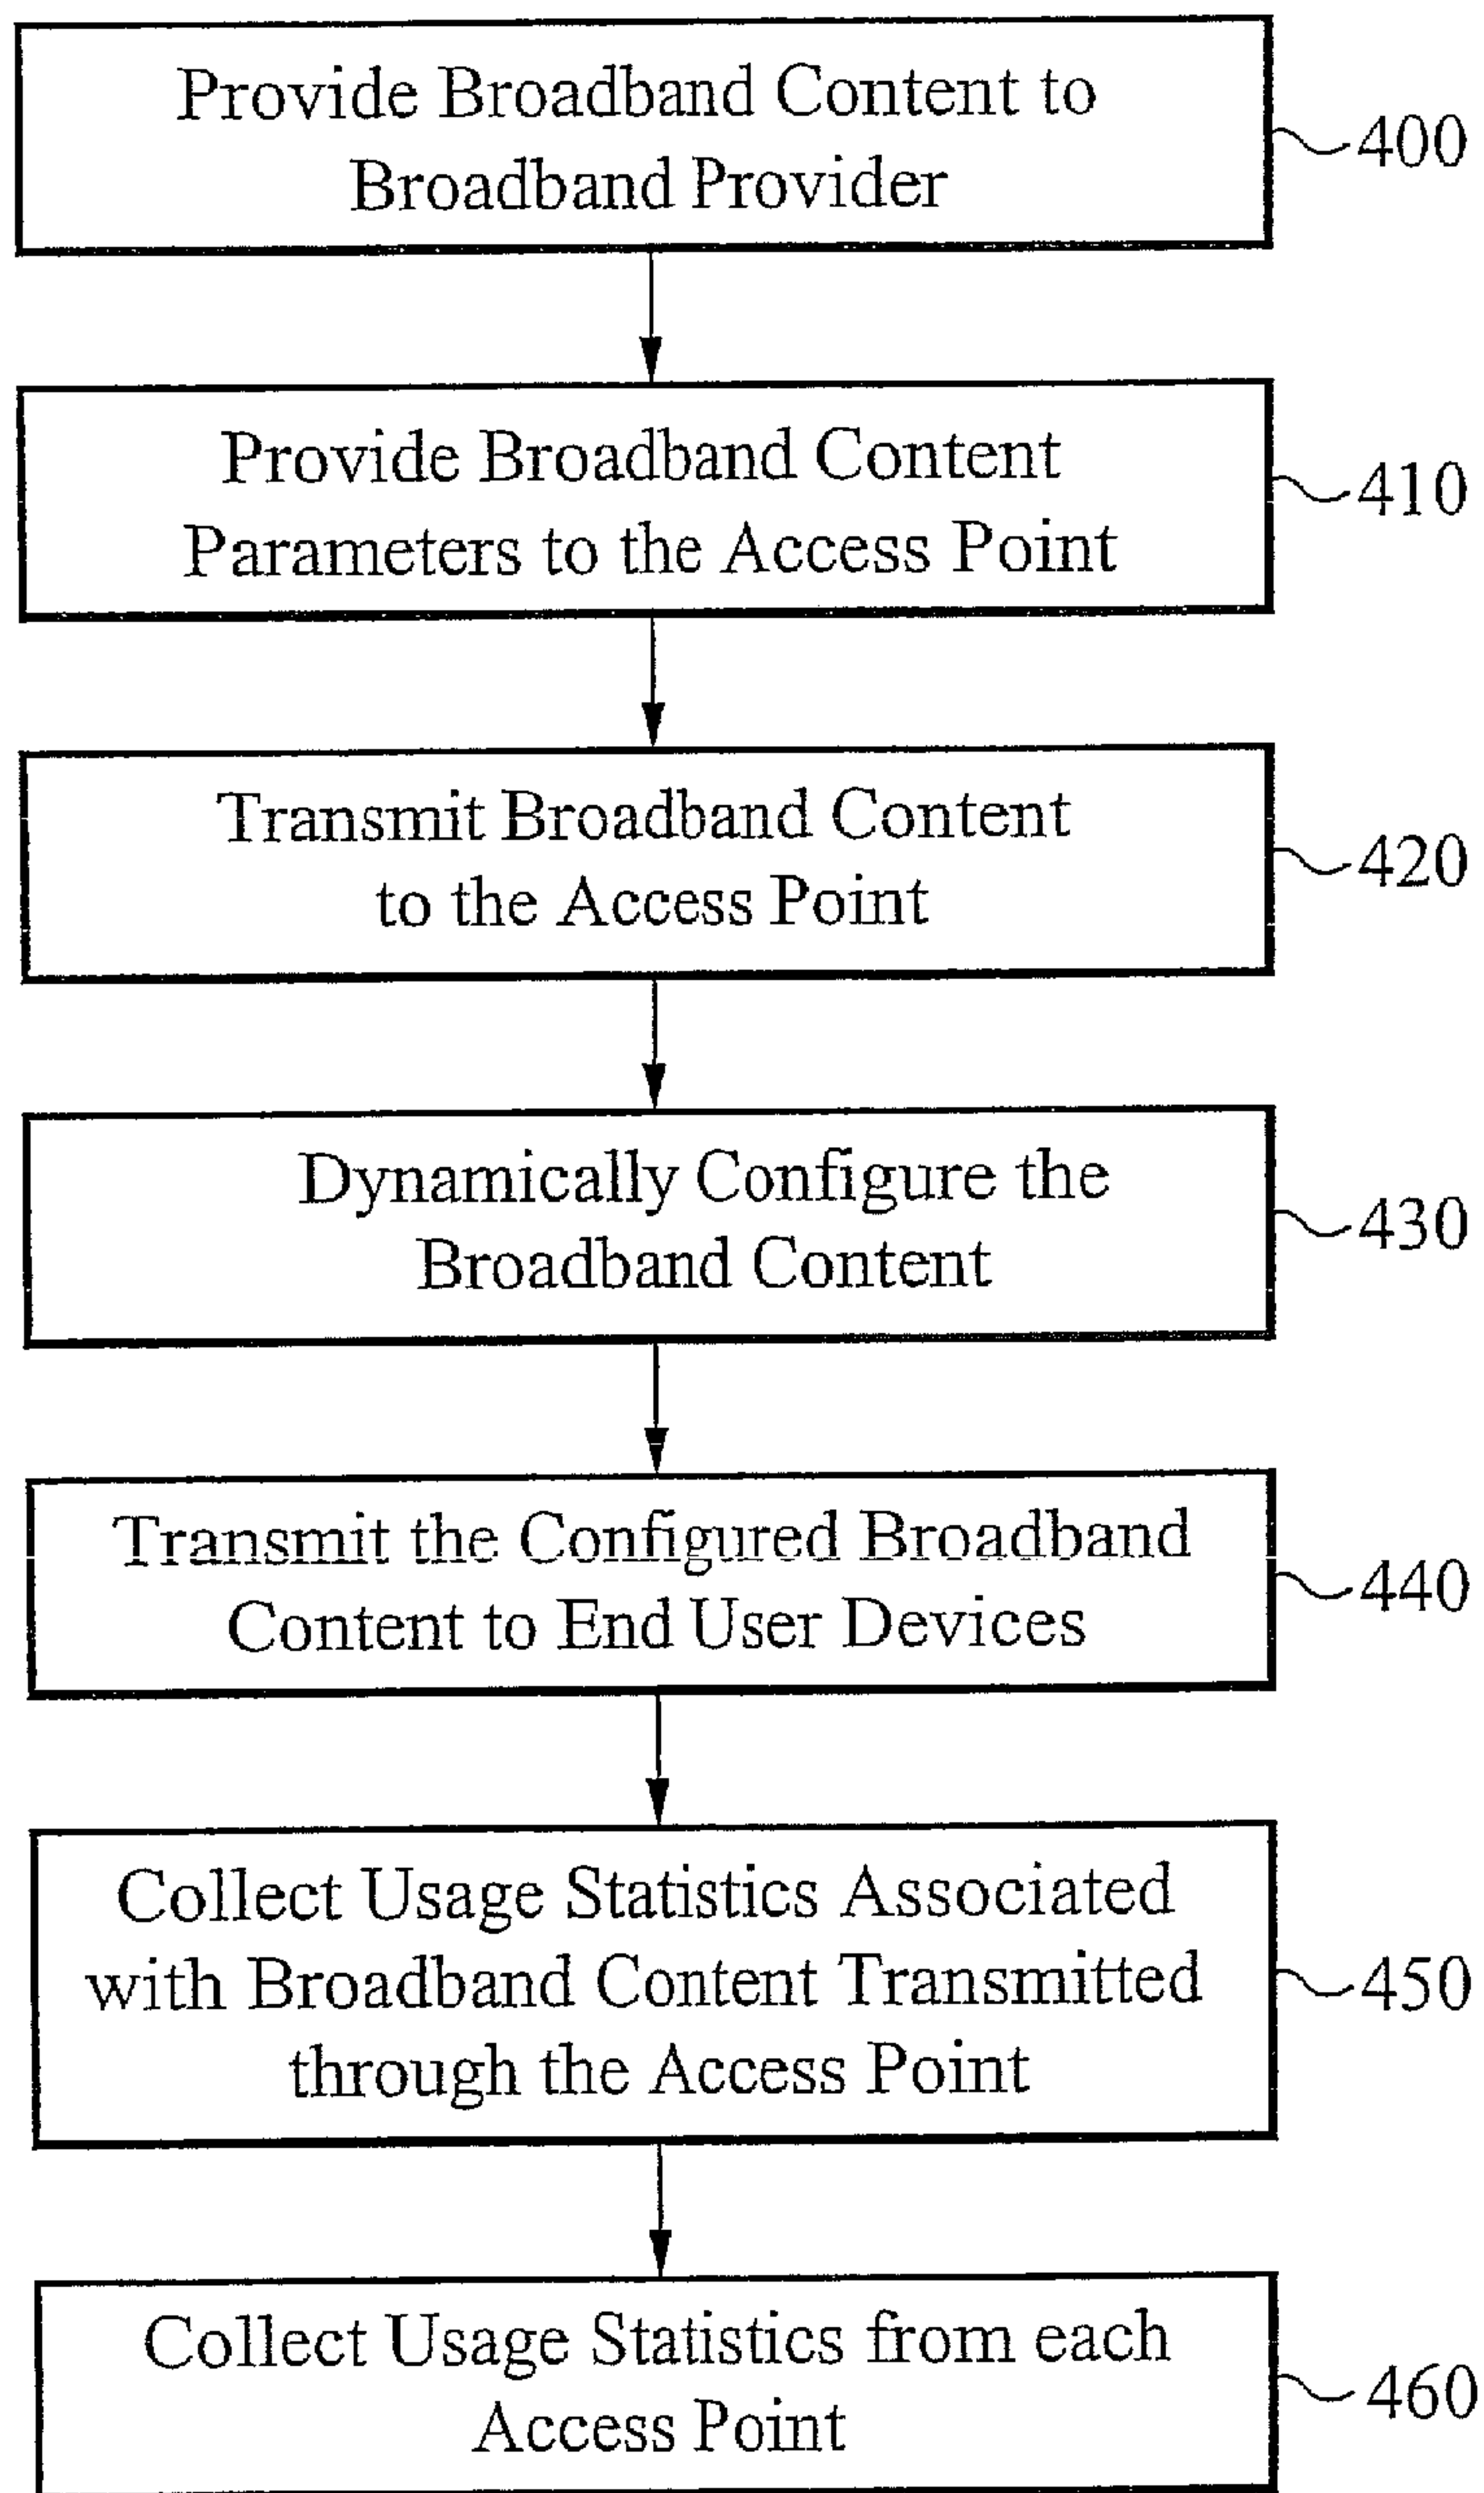 Provide Broadband Content to
Broadband Provider
400
Provide Broadband Content
Parameters to the Access Point
410
Transmit Broadband Content
to the Access Point
420
Dynamically Configure the
Broadband Content
430
Transmit the Configured Broadband
Content to End User Devices
440
Collect Usage Statistics Associated
with Broadband Content Transmitted
through the Access Point
450
Collect Usage Statistics from each
Access Point
460